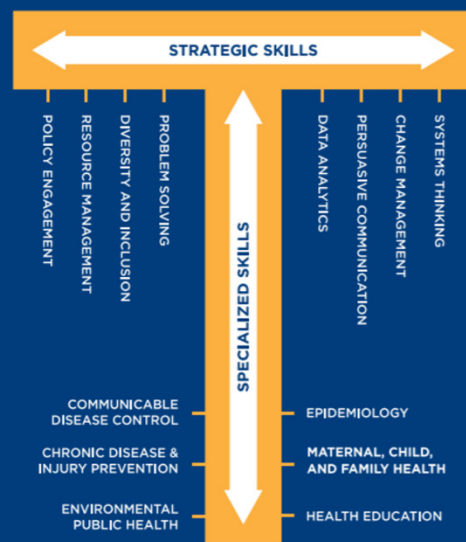 STRATEGIC SKILLS
POLICY ENGAGEMENT
RESOURCE MANAGEMENT
DIVERSITY AND INCLUSION
PROBLEM SOLVING
DATA ANALYTICS
PERSUASIVE COMMUNICATION
CHANGE MANAGEMENT
SYSTEMS THINKING
SPECIALIZED SKILLS
COMMUNICABLE
DISEASE CONTROL
CHRONIC DISEASE &
INJURY PREVENTION
ENVIRONMENTAL
PUBLIC HEALTH
EPIDEMIOLOGY
MATERNAL, CHILD,
AND FAMILY HEALTH
HEALTH EDUCATION